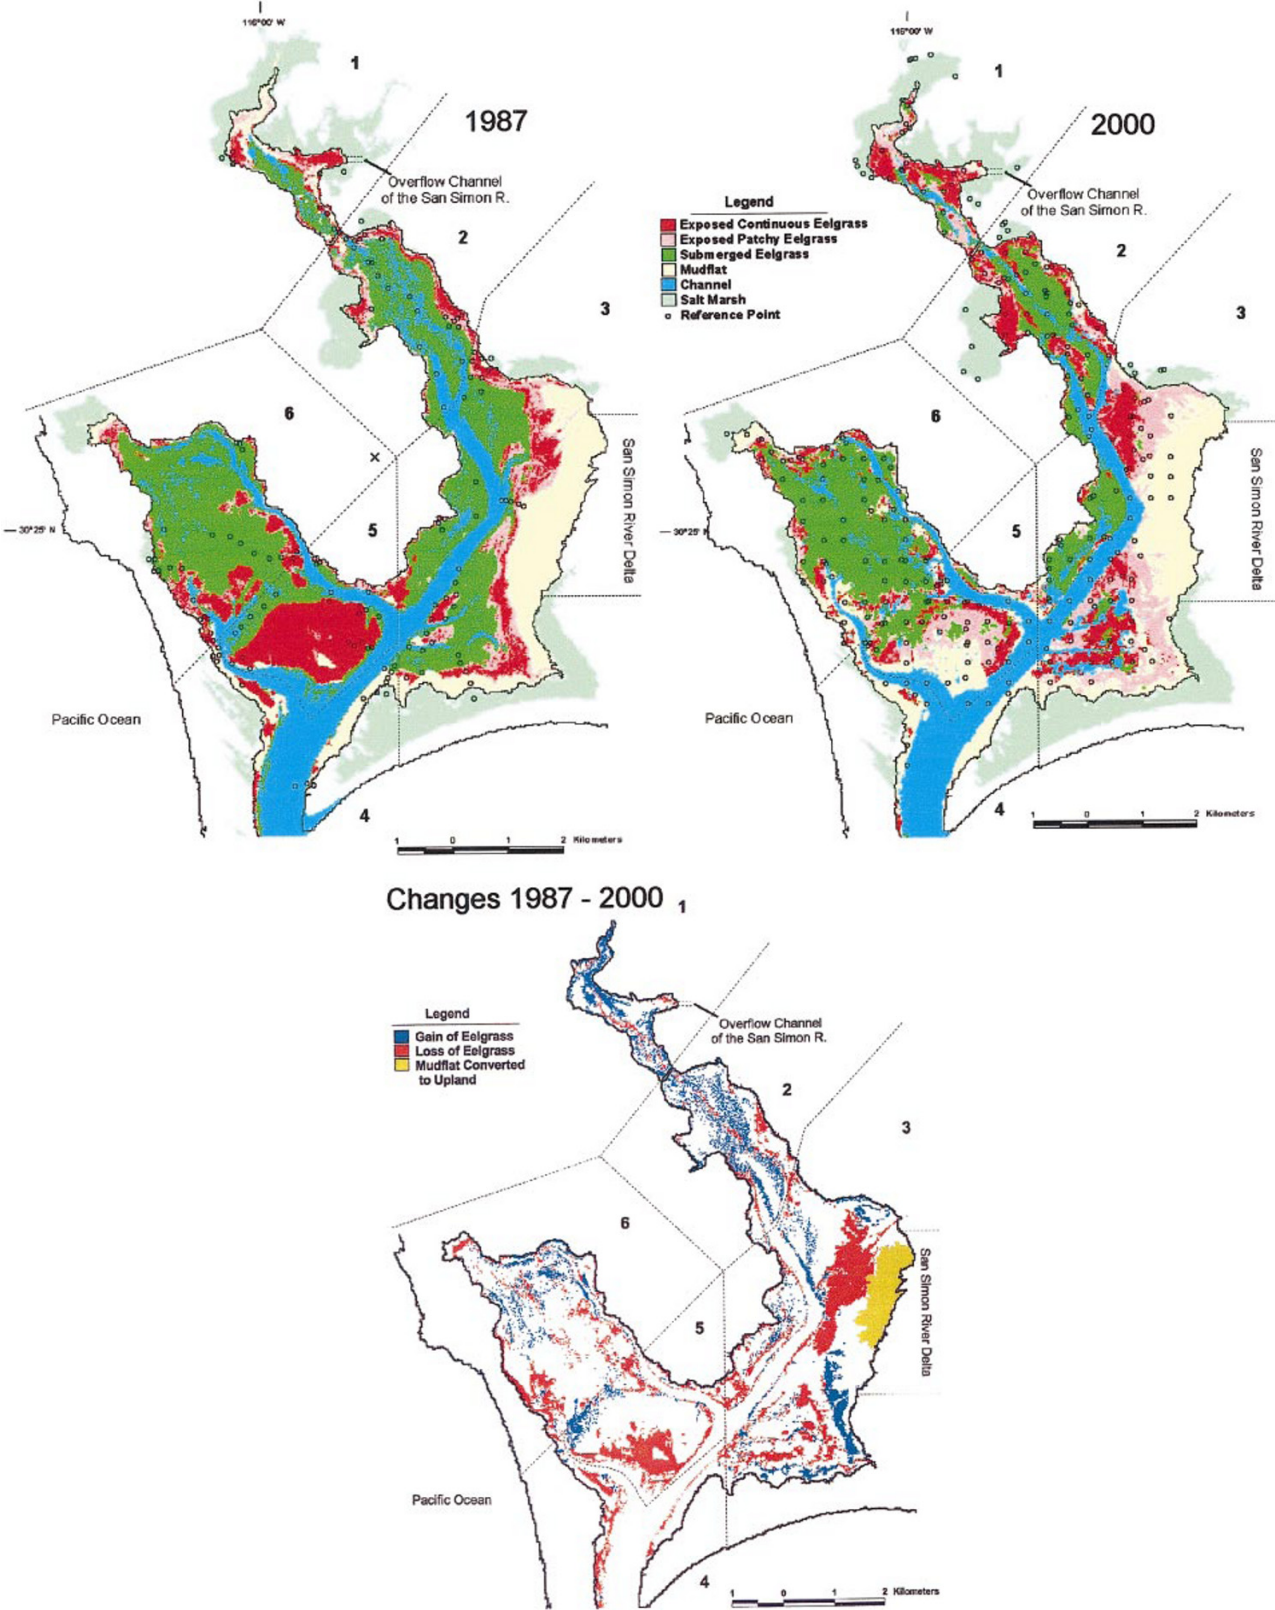 116°00' W
1
1987
Overflow Channel
of the San Simon R.
2
3
6
5
San Simon River Delta
30°25' N
Pacific Ocean
4
1 0 1 2 Kilometers
116°00' W
1
2000
Overflow Channel
of the San Simon R.
Legend
Exposed Continuous Eelgrass
Exposed Patchy Eelgrass
Submerged Eelgrass
Mudflat
Channel
Salt Marsh
Reference Point
2
3
6
5
San Simon River Delta
30°25' N
Pacific Ocean
4
1 0 1 2 Kilometers
Changes 1987 - 2000
1
Legend
Gain of Eelgrass
Loss of Eelgrass
Mudflat Converted
to Upland
Overflow Channel
of the San Simon R.
2
3
6
5
San Simon River Delta
Pacific Ocean
4
1 0 1 2 Kilometers